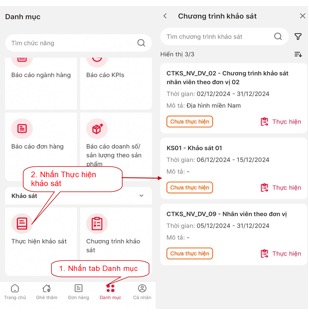 Danh mục
Tìm chức năng
Báo cáo ngành hàng
Báo cáo KPIs
Báo cáo đơn hàng
Báo cáo doanh số/
sản lượng theo sản
phẩm
2. Nhấn Thực hiện
khảo sát
Khảo sát
Thực hiện khảo sát
Chương trình khảo
sát
1. Nhấn tab Danh mục
Trang chủ
Ghé thăm
Đơn hàng
Danh mục
Cá nhân
Chương trình khảo sát
Tìm chương trình khảo sát
Hiển thị 3/3
CTKS_NV_DV_02 - Chương trình khảo sát
nhân viên theo đơn vị 02
Thời gian: 02/12/2024 - 31/12/2024
Mô tả: Địa hình miền Nam
Chưa thực hiện
Thực hiện
KS01 - Khảo sát 01
Thời gian: 06/12/2024 - 15/12/2024
Mô tả: -
Chưa thực hiện
Thực hiện
CTKS_NV_DV_09 - Nhân viên theo đơn vị
Thời gian: 05/12/2024 - 31/12/2024
Mô tả: -
Chưa thực hiện
Thực hiện